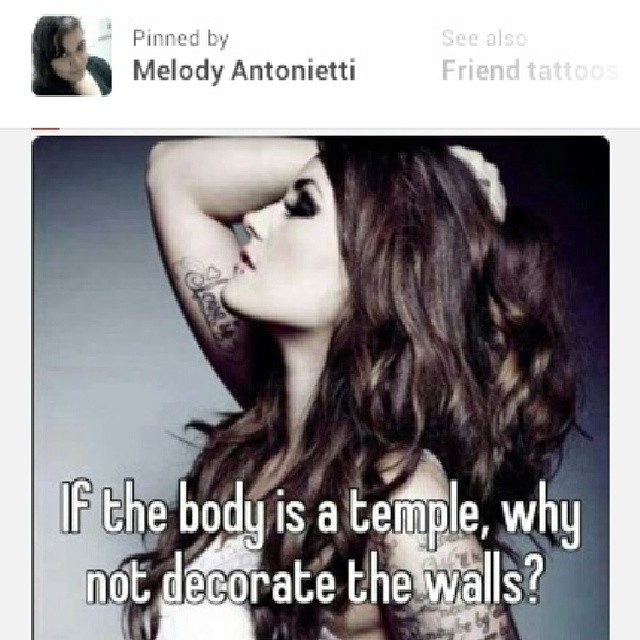 Pinned by
Melody Antonietti
See also
Friend tattoos
If the body is a temple, why
not decorate the walls?